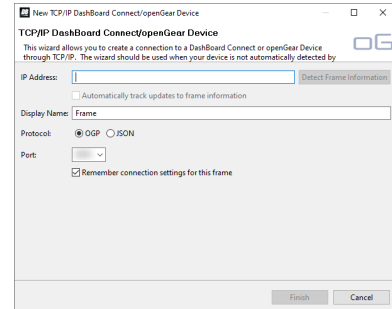 New TCP/IP DashBoard Connect/openGear Device
TCP/IP DashBoard Connect/openGear Device
This wizard allows you to create a connection to a DashBoard Connect or openGear Device
through TCP/IP. The wizard should be used when your device is not automatically detected by
IP Address:
Detect Frame Information
Automatically track updates to frame information
Display Name: Frame
Protocol: OGP JSON
Port:
Remember connection settings for this frame
Finish Cancel